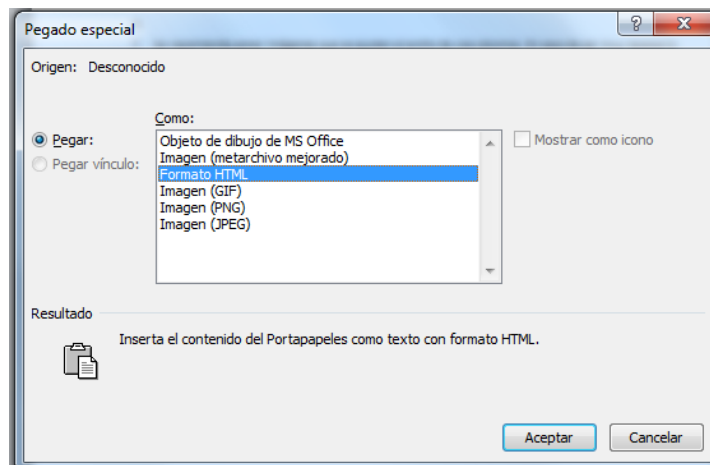 Pegado especial
Origen: Desconocido
Como:
Pegar:
Pegar vínculo:
Objeto de dibujo de MS Office
Imagen (metarchivo mejorado)
Formato HTML
Imagen (GIF)
Imagen (PNG)
Imagen (JPEG)
Mostrar como icono
Resultado
Inserta el contenido del Portapapeles como texto con formato HTML.
Aceptar
Cancelar